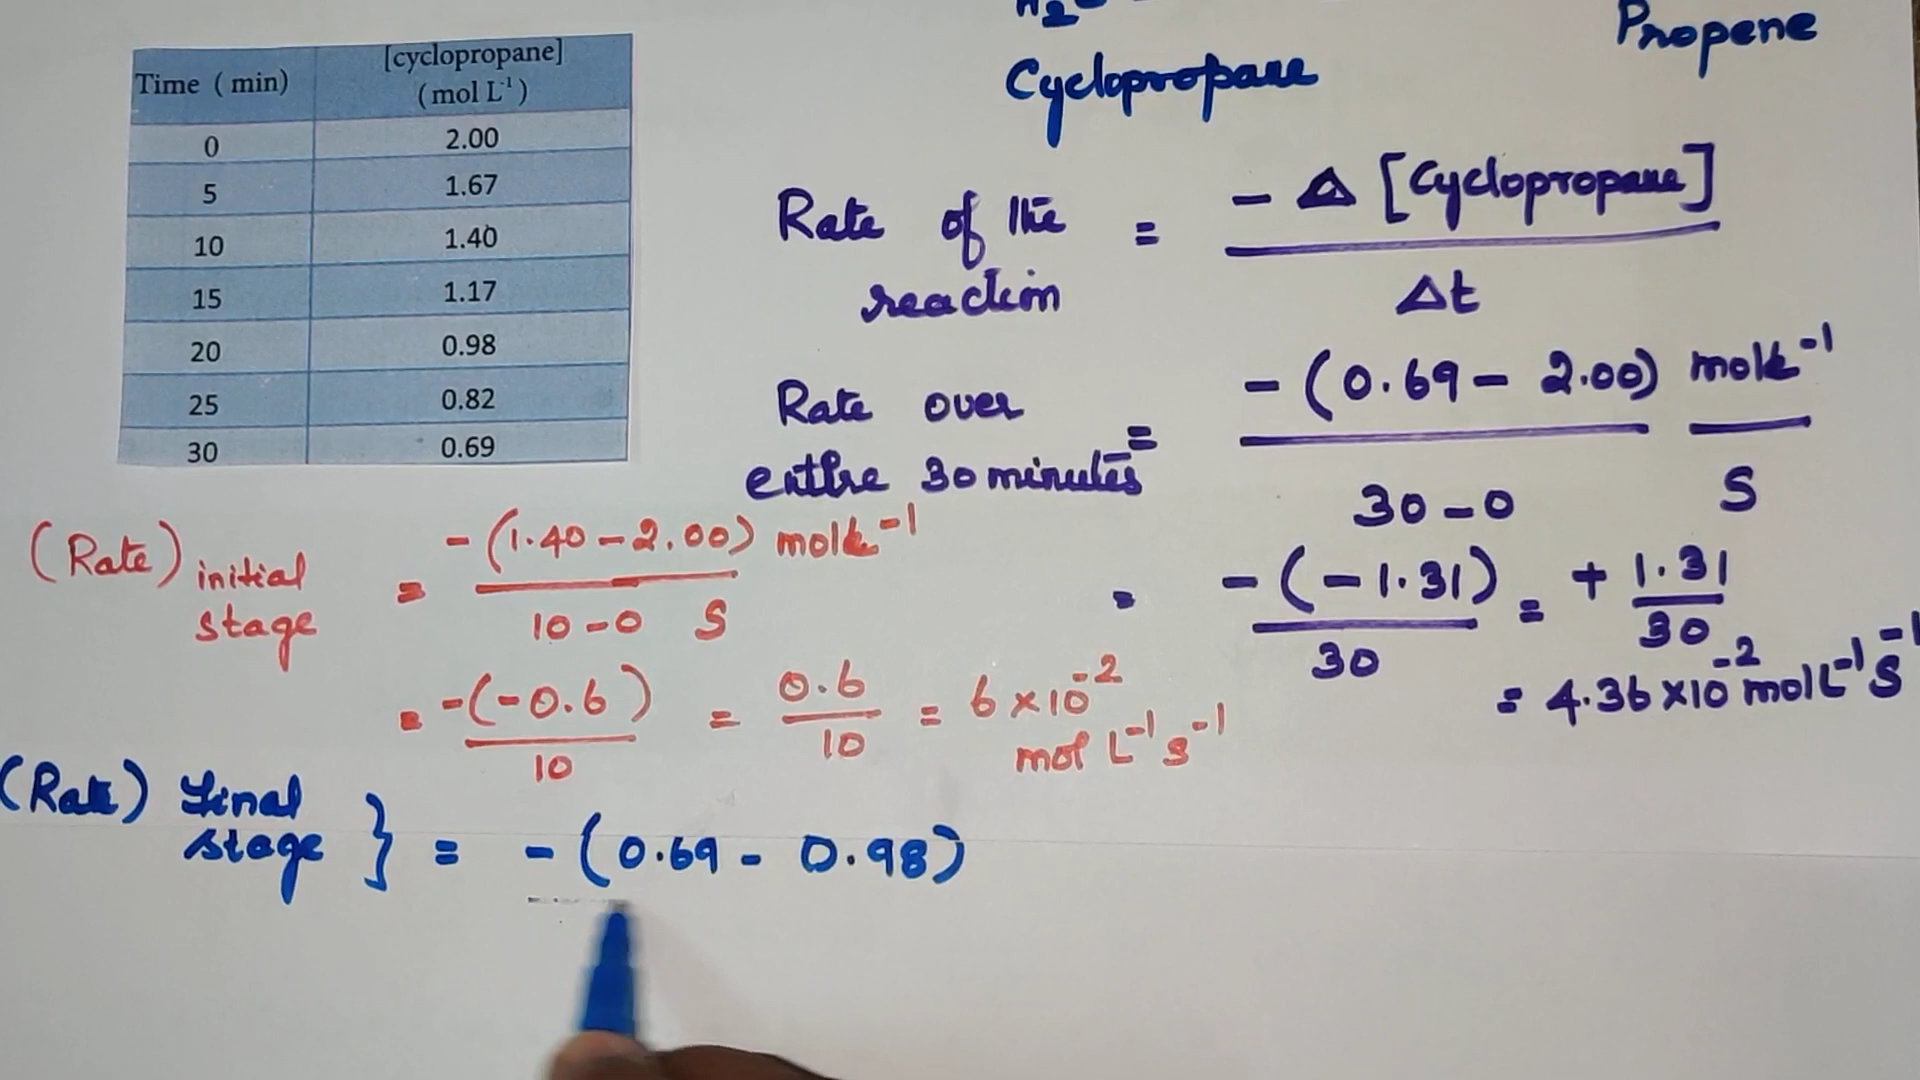 Propene
Cyclopropane
Time ( min) [cyclopropane] (mol L⁻¹)
0 2.00
5 1.67
10 1.40
15 1.17
20 0.98
25 0.82
30 0.69
Rate of the reaction = - Δ [Cyclopropane] / Δt
Rate over entire 30 minutes = - (0.69 - 2.00) / 30 - 0 molL⁻¹ / S
= - (-1.31) / 30 = + 1.31 / 30
= 4.36 x 10⁻² mol L⁻¹ S⁻¹
(Rate) initial stage = - (1.40 - 2.00) molL⁻¹ / 10 - 0 S
= - (-0.6) / 10 = 0.6 / 10 = 6 x 10⁻²
mol L⁻¹ s⁻¹
(Rate) final stage } = - (0.69 - 0.98)